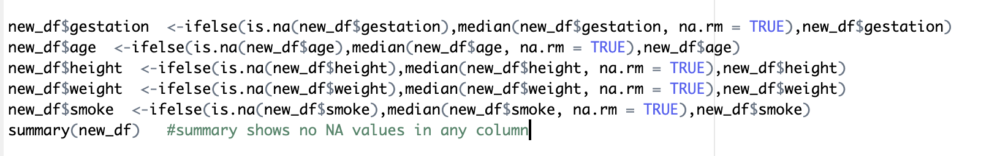 new_df$gestation  <-ifelse(is.na(new_df$gestation),median(new_df$gestation, na.rm = TRUE),new_df$gestation)
new_df$age  <-ifelse(is.na(new_df$age),median(new_df$age, na.rm = TRUE),new_df$age)
new_df$height  <-ifelse(is.na(new_df$height),median(new_df$height, na.rm = TRUE),new_df$height)
new_df$weight  <-ifelse(is.na(new_df$weight),median(new_df$weight, na.rm = TRUE),new_df$weight)
new_df$smoke  <-ifelse(is.na(new_df$smoke),median(new_df$smoke, na.rm = TRUE),new_df$smoke)
summary(new_df)   #summary shows no NA values in any column